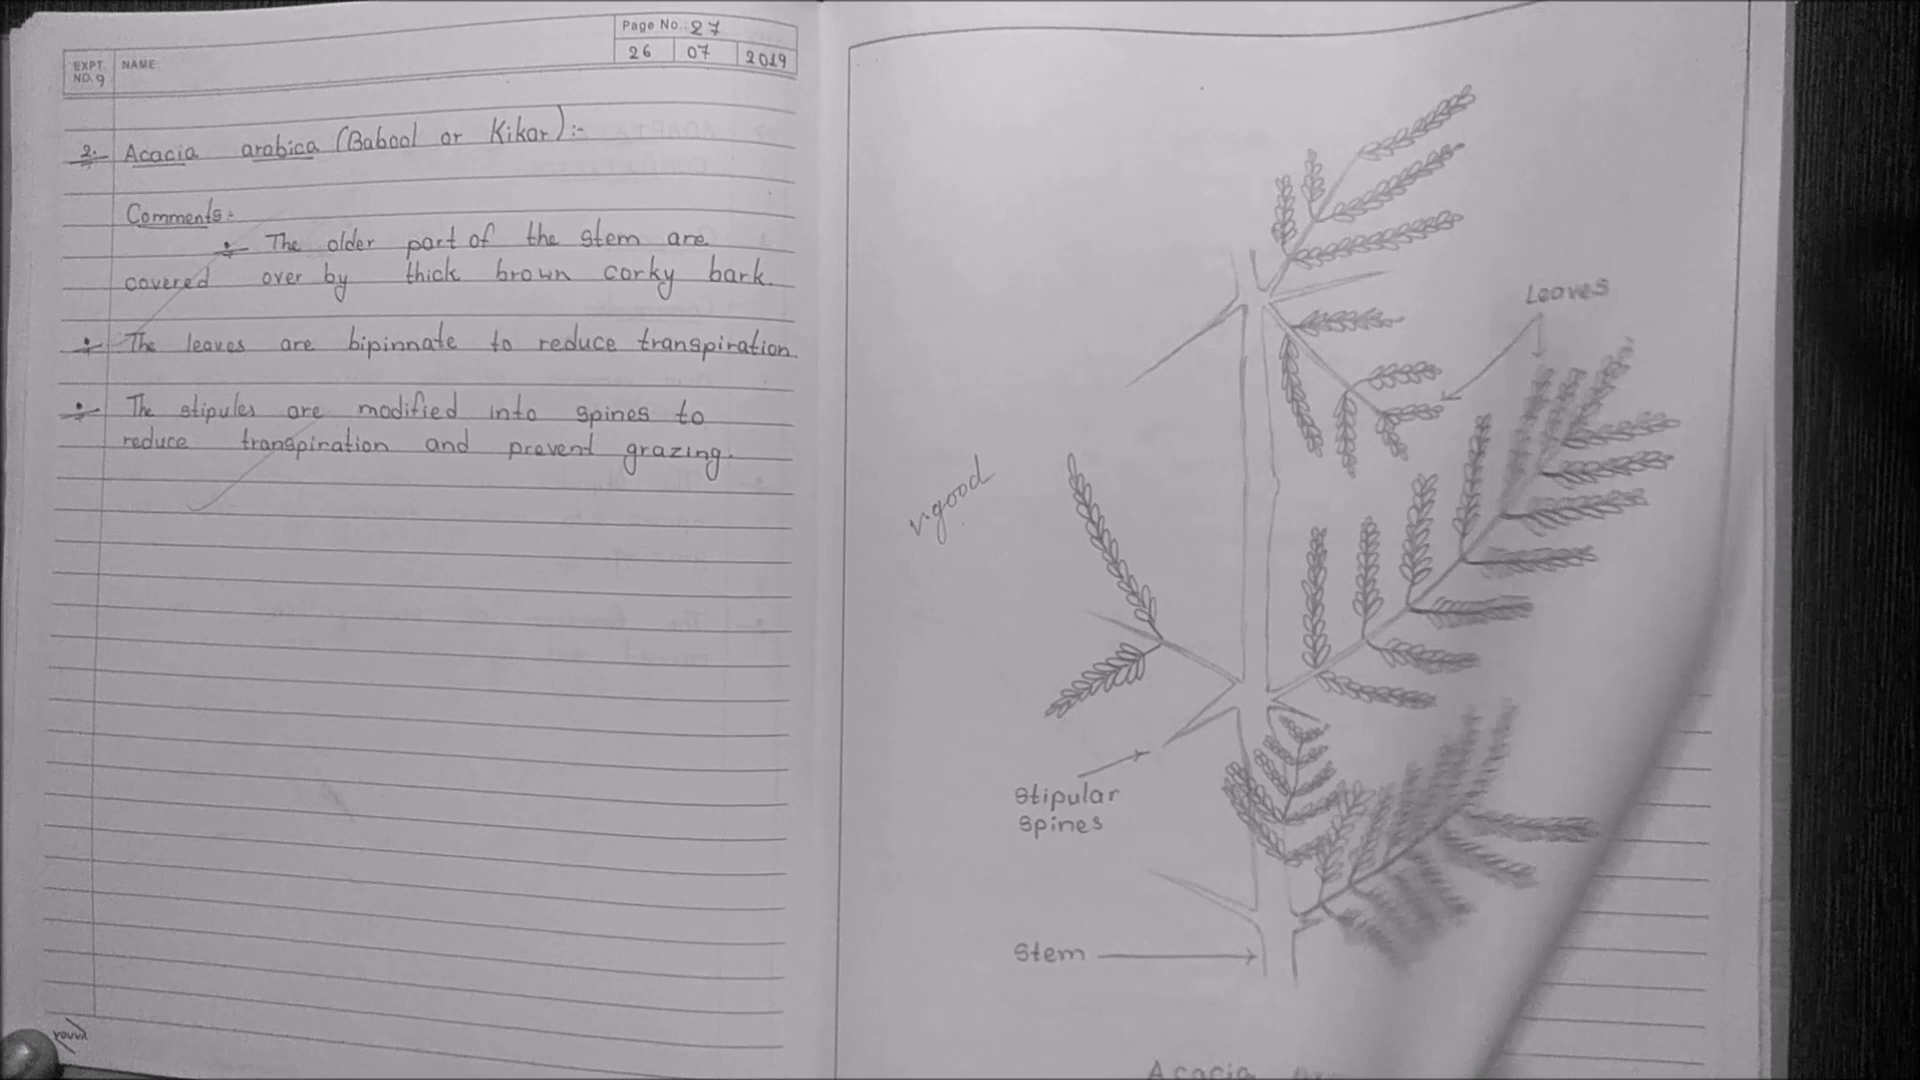 Page No.: 27
EXPT. NO. 9
NAME
26 07 2019
2. Acacia arabica (Babool or Kikar):-
Comments:-
The older part of the stem are
covered over by thick brown corky bark.
The leaves are bipinnate to reduce transpiration.
The stipules are modified into spines to
reduce transpiration and prevent grazing.
youva
Leaves
v.good
Stipular
Spines
Stem
Acacia